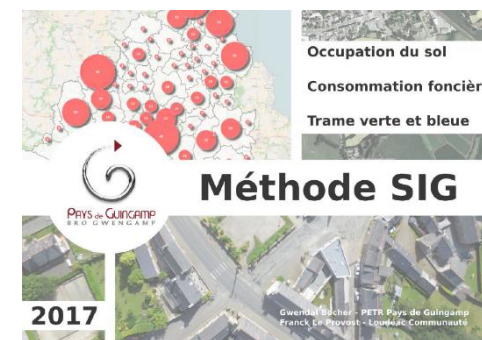 Occupation du sol
Consommation foncièr
Trame verte et bleue
Méthode SIG
PAYS de GUINGAMP
BRO GWENGAMP
2017
Gwendal Bocher - PETR Pays de Guingamp
Franck Le Provost - Loudéac Communauté